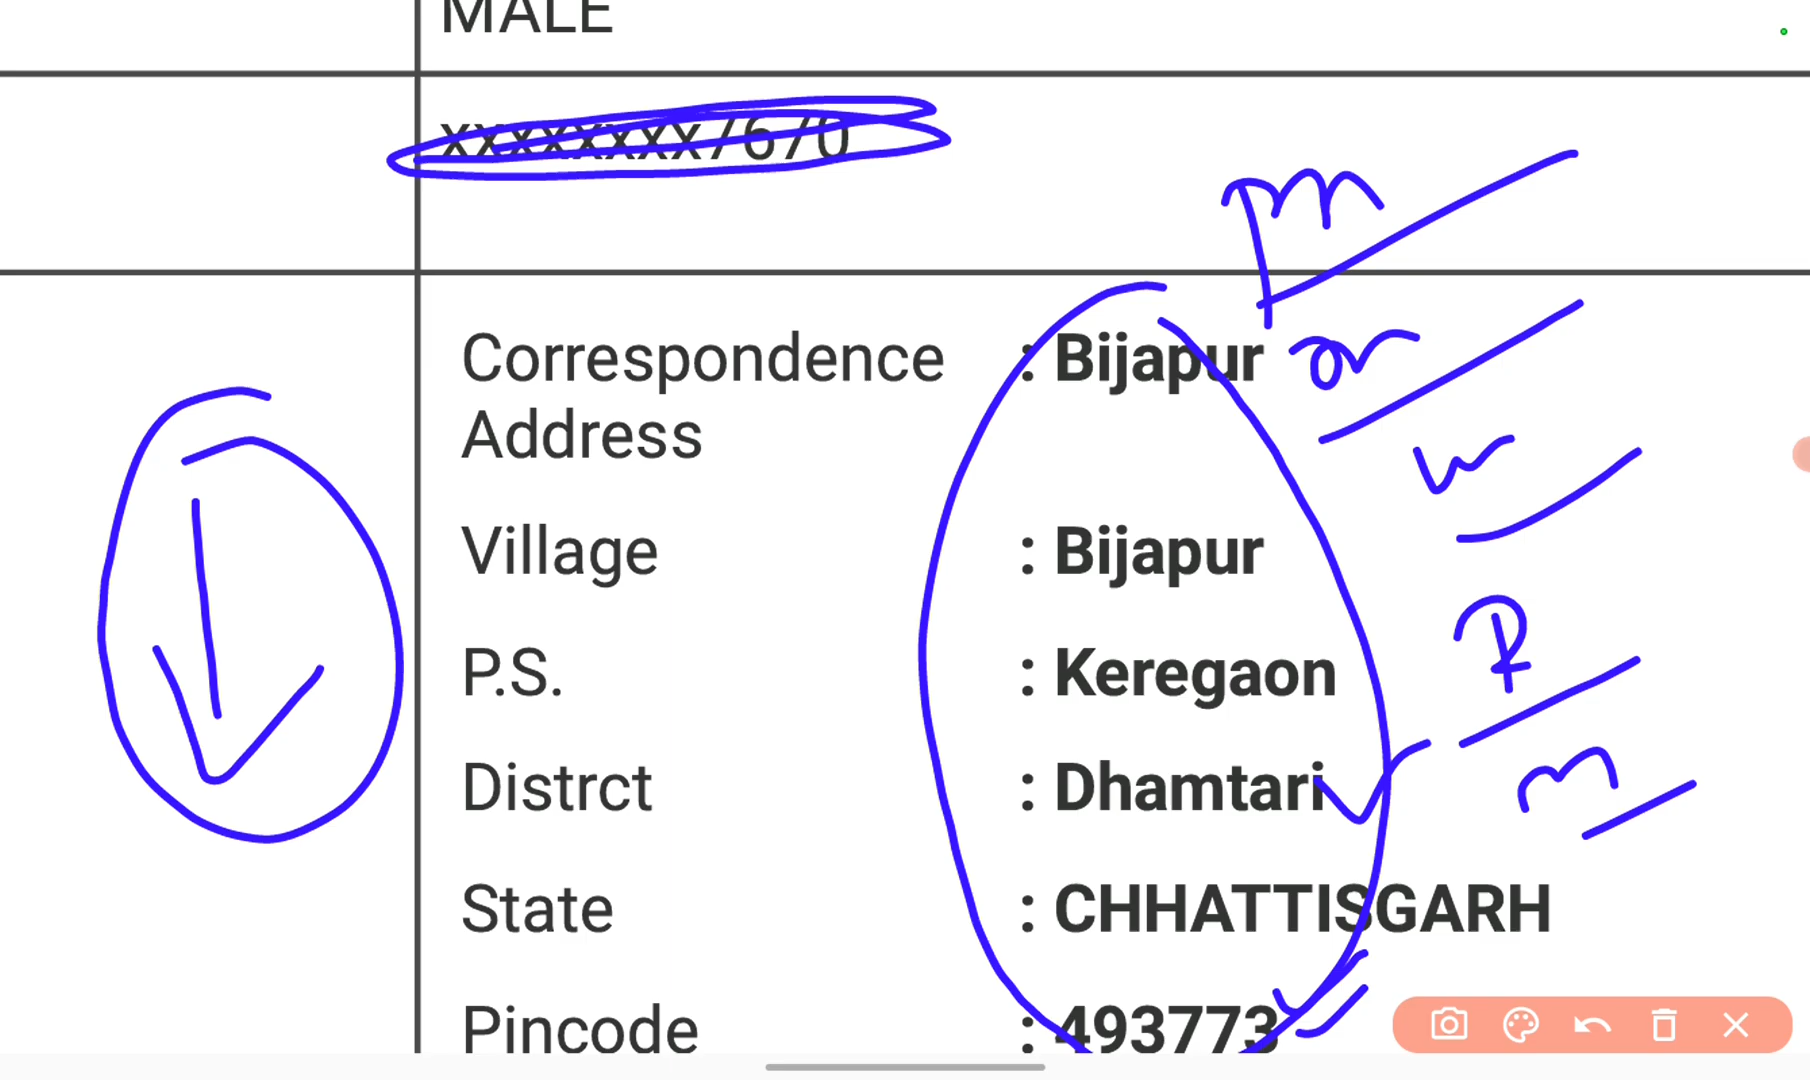 MALE
xxxxxxxx7670
Correspondence : Bijapur
Address
Village : Bijapur
P.S. : Keregaon
Distrct : Dhamtari
State : CHHATTISGARH
Pincode : 493773